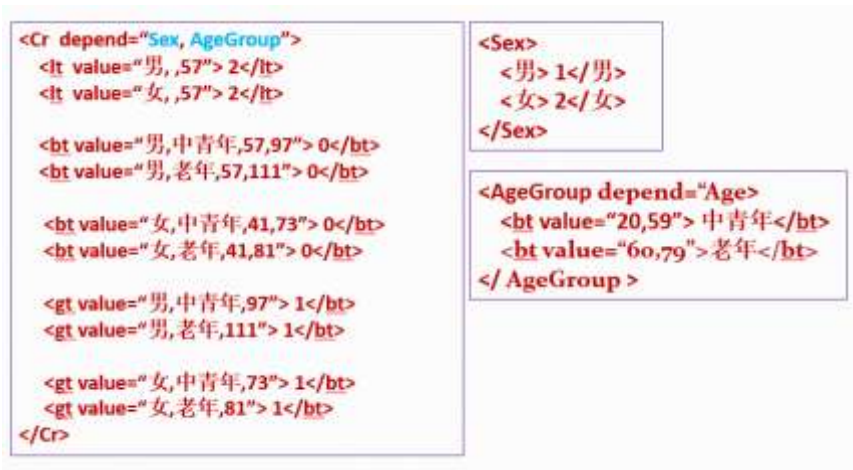 <Cr depend="Sex, AgeGroup">
<lt value="男, ,57"> 2</lt>
<lt value="女, ,57"> 2</lt>
<bt value="男,中青年,57,97"> 0</bt>
<bt value="男,老年,57,111"> 0</bt>
<bt value="女,中青年,41,73"> 0</bt>
<bt value="女,老年,41,81"> 0</bt>
<gt value="男,中青年,97"> 1</bt>
<gt value="男,老年,111"> 1</bt>
<gt value="女,中青年,73"> 1</bt>
<gt value="女,老年,81"> 1</bt>
</Cr>
<Sex>
<男> 1</男>
<女> 2</女>
</Sex>
<AgeGroup depend="Age>
<bt value="20,59"> 中青年</bt>
<bt value="60,79">老年</bt>
</ AgeGroup >